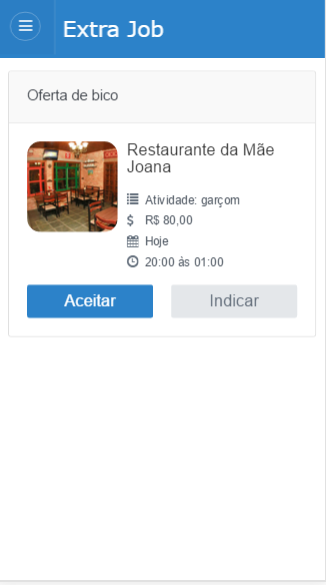 Extra Job
Oferta de bico
Restaurante da Mãe
Joana
Atividade: garçom
$ R$ 80,00
Hoje
20:00 às 01:00
Aceitar
Indicar